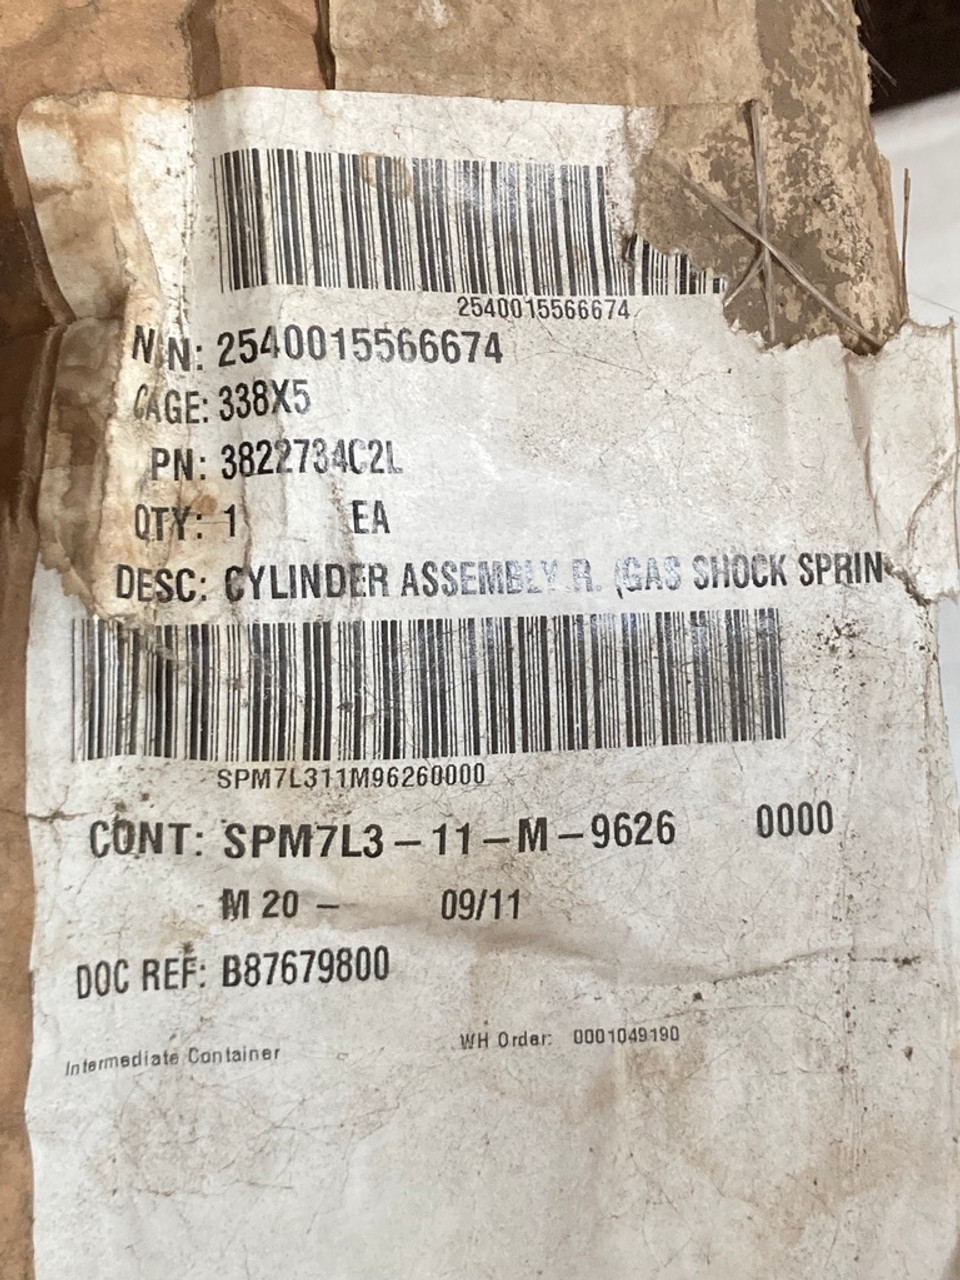 2540015566674
NN: 2540015566674
CAGE: 338X5
PN: 3822734C2L
QTY: 1 EA
DESC: CYLINDER ASSEMBLY R. (GAS SHOCK SPRIN
SPM7L311M96260000
CONT: SPM7L3-11-M-9626 0000
M 20 - 09/11
DOC REF: B87679800
WH Order: 0001049190
Intermediate Container